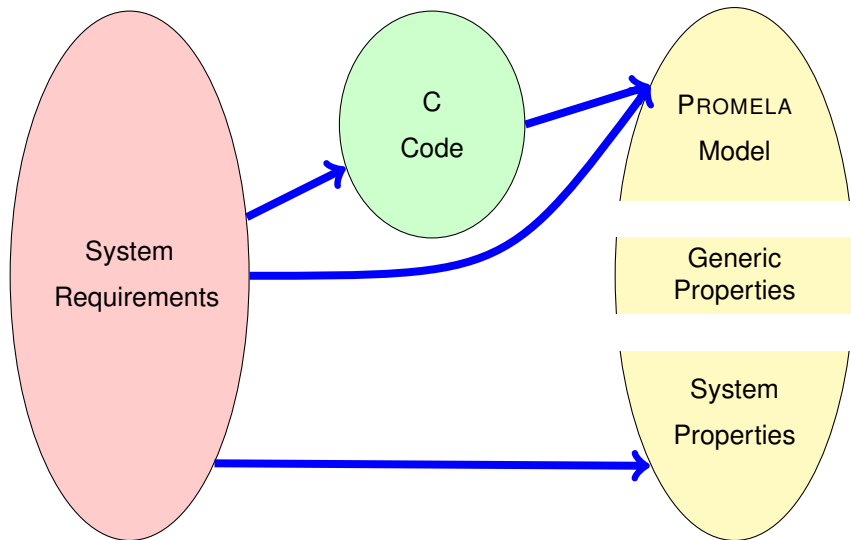 System
Requirements
C
Code
PROMELA
Model
Generic
Properties
System
Properties